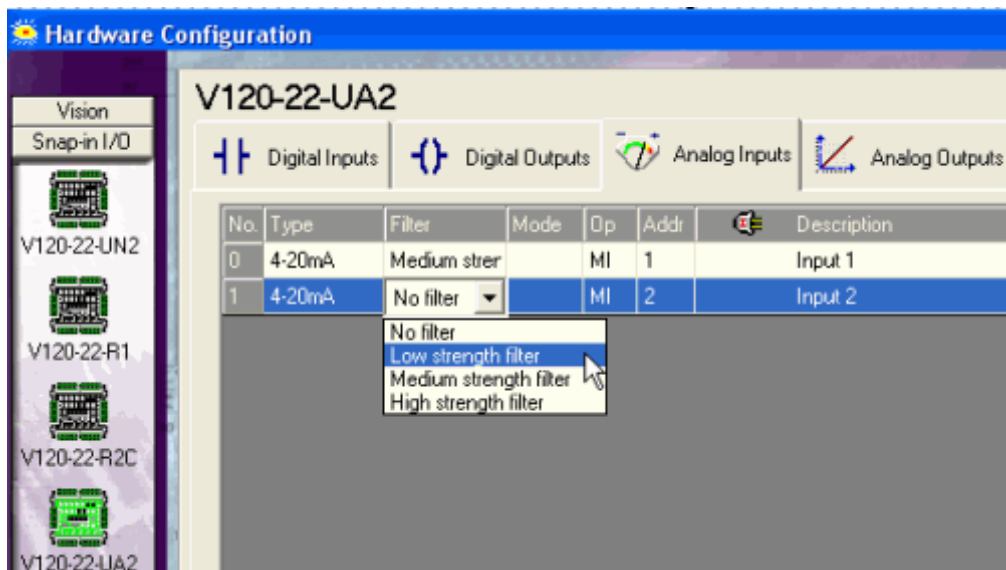 Hardware Configuration
Vision
Snap-in I/O
V120-22-UN2
V120-22-R1
V120-22-R2C
V120-22-UA2
V120-22-UA2
Digital Inputs Digital Outputs Analog Inputs Analog Outputs
No. Type Filter Mode Op Addr Description
0 4-20mA Medium stren MI 1 Input 1
1 4-20mA No filter MI 2 Input 2
No filter
Low strength filter
Medium strength filter
High strength filter